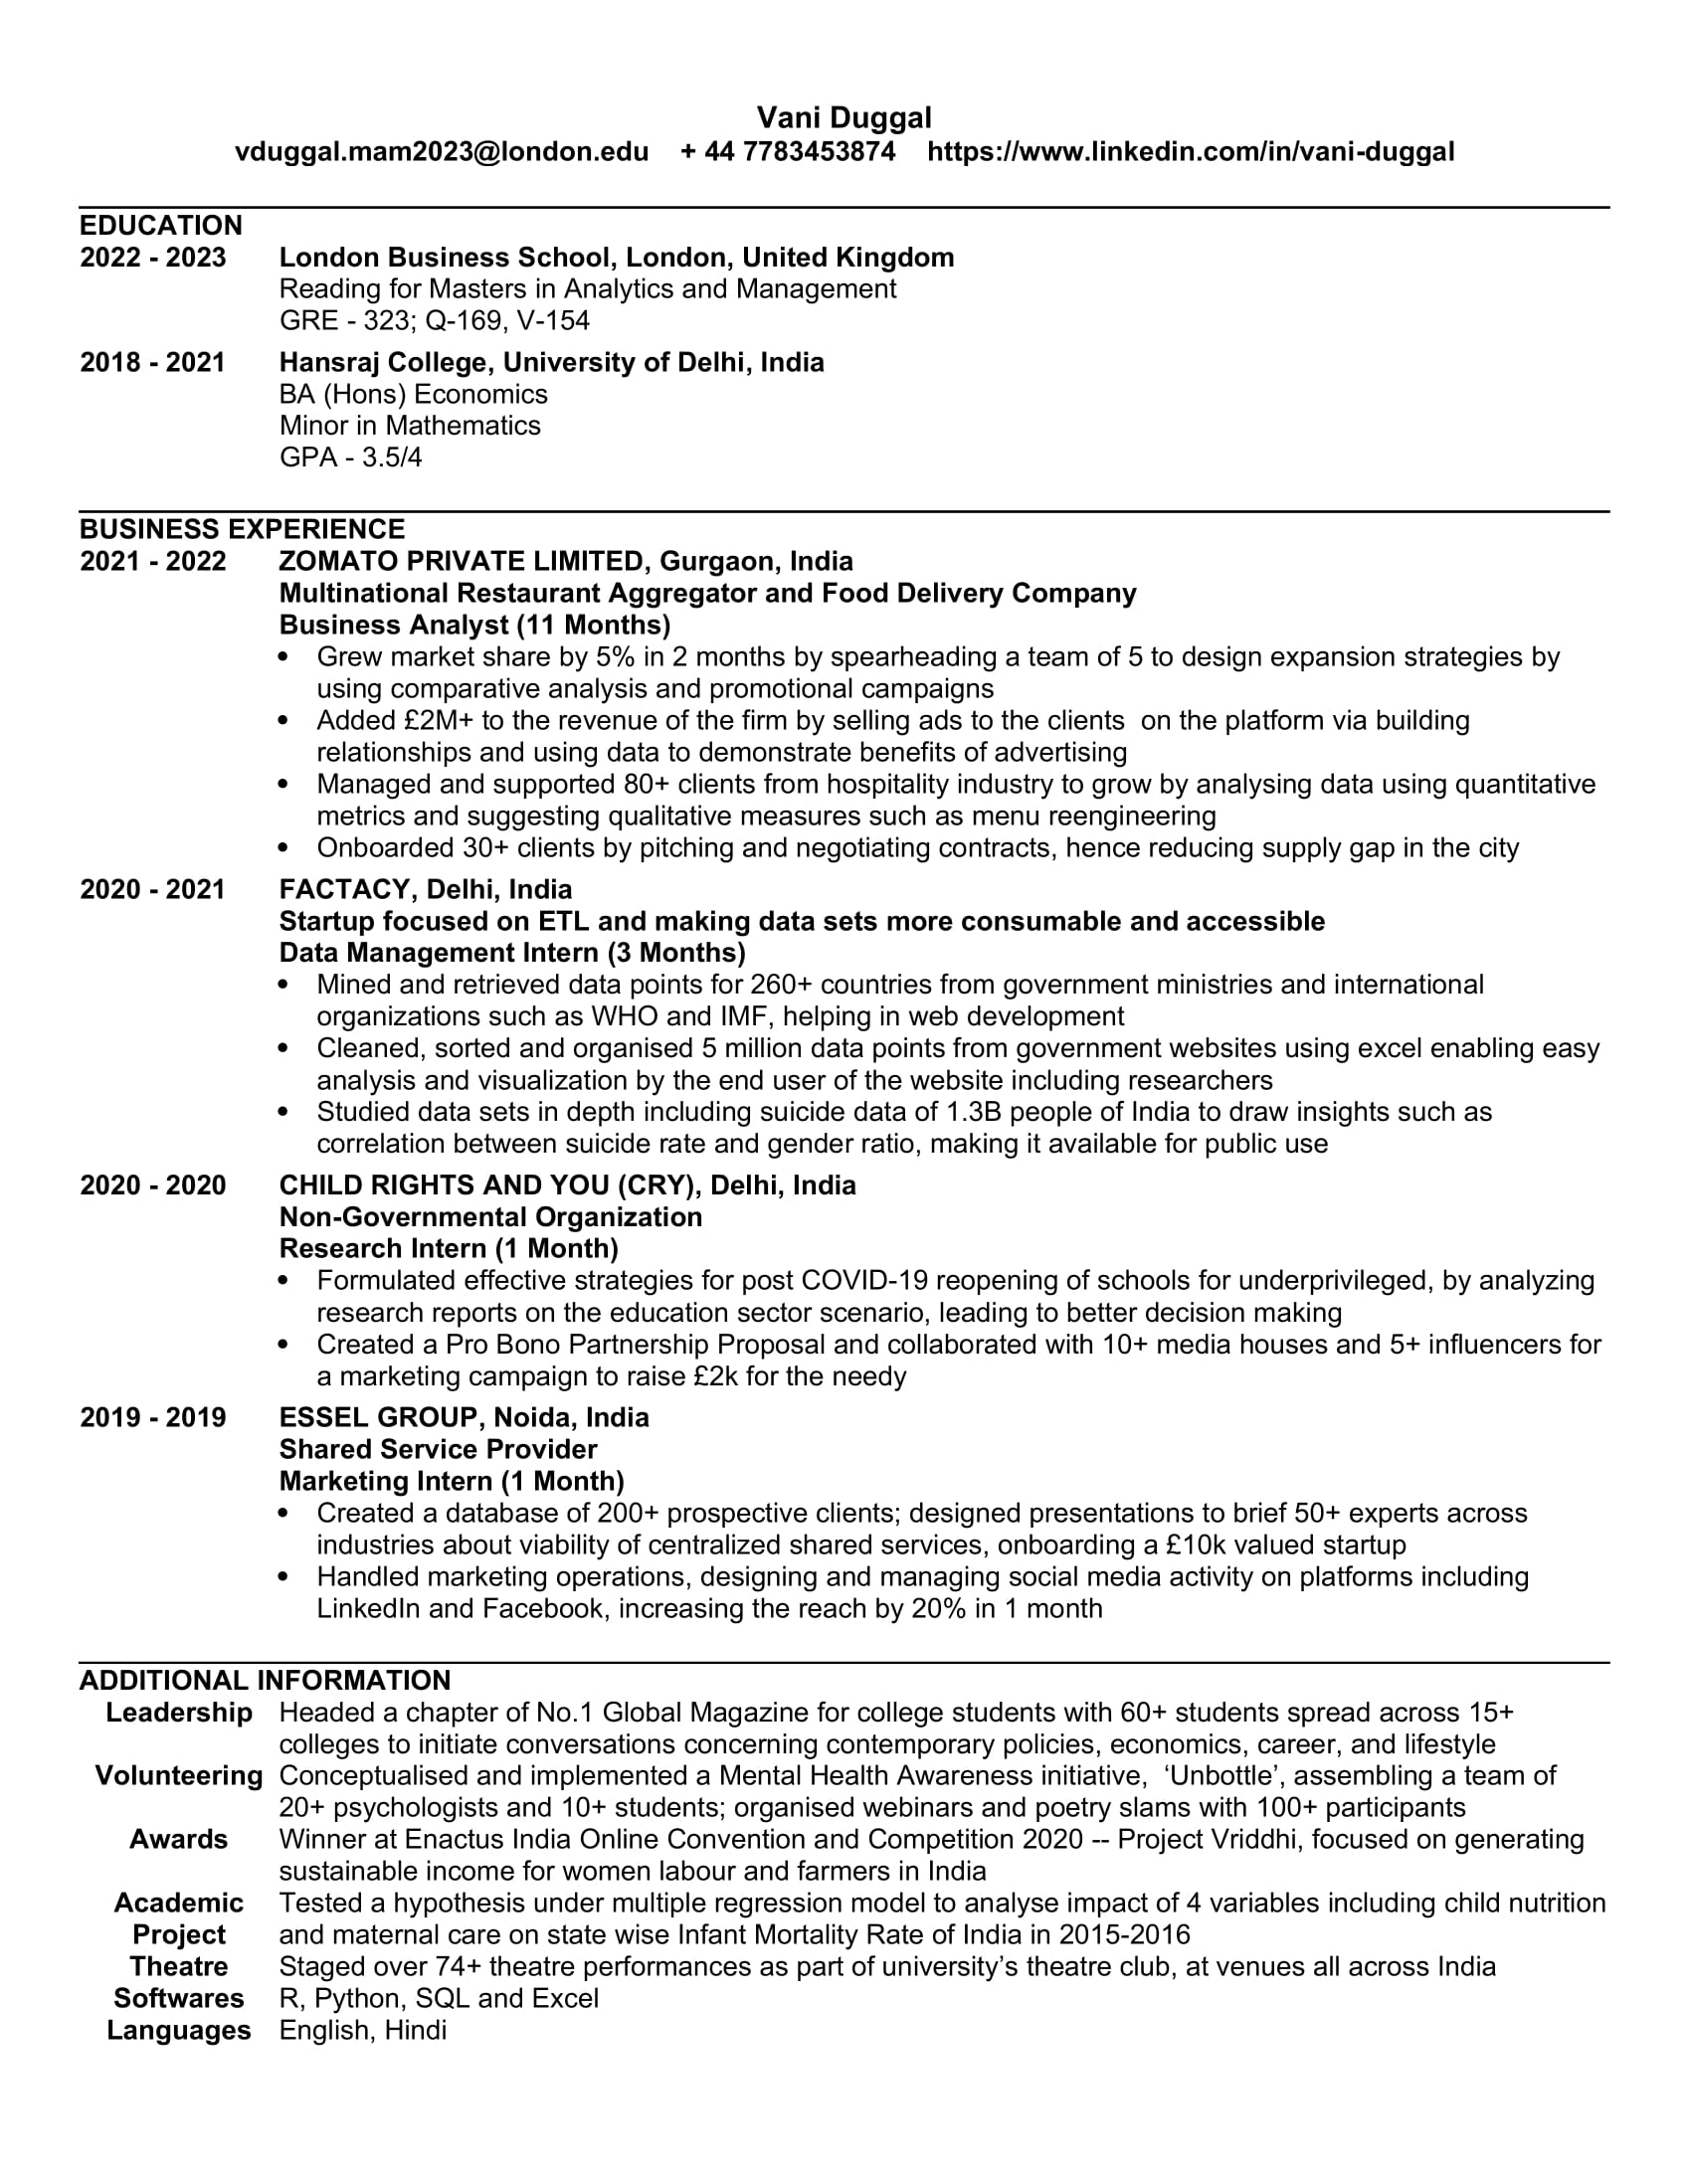 Vani Duggal
vduggal.mam2023@london.edu + 44 7783453874 https://www.linkedin.com/in/vani-duggal
EDUCATION
2022 - 2023 London Business School, London, United Kingdom
Reading for Masters in Analytics and Management
GRE - 323; Q-169, V-154
2018 - 2021 Hansraj College, University of Delhi, India
BA (Hons) Economics
Minor in Mathematics
GPA - 3.5/4
BUSINESS EXPERIENCE
2021 - 2022 ZOMATO PRIVATE LIMITED, Gurgaon, India
Multinational Restaurant Aggregator and Food Delivery Company
Business Analyst (11 Months)
• Grew market share by 5% in 2 months by spearheading a team of 5 to design expansion strategies by
using comparative analysis and promotional campaigns
• Added £2M+ to the revenue of the firm by selling ads to the clients on the platform via building
relationships and using data to demonstrate benefits of advertising
• Managed and supported 80+ clients from hospitality industry to grow by analysing data using quantitative
metrics and suggesting qualitative measures such as menu reengineering
• Onboarded 30+ clients by pitching and negotiating contracts, hence reducing supply gap in the city
2020 - 2021 FACTACY, Delhi, India
Startup focused on ETL and making data sets more consumable and accessible
Data Management Intern (3 Months)
• Mined and retrieved data points for 260+ countries from government ministries and international
organizations such as WHO and IMF, helping in web development
• Cleaned, sorted and organised 5 million data points from government websites using excel enabling easy
analysis and visualization by the end user of the website including researchers
• Studied data sets in depth including suicide data of 1.3B people of India to draw insights such as
correlation between suicide rate and gender ratio, making it available for public use
2020 - 2020 CHILD RIGHTS AND YOU (CRY), Delhi, India
Non-Governmental Organization
Research Intern (1 Month)
• Formulated effective strategies for post COVID-19 reopening of schools for underprivileged, by analyzing
research reports on the education sector scenario, leading to better decision making
• Created a Pro Bono Partnership Proposal and collaborated with 10+ media houses and 5+ influencers for
a marketing campaign to raise £2k for the needy
2019 - 2019 ESSEL GROUP, Noida, India
Shared Service Provider
Marketing Intern (1 Month)
• Created a database of 200+ prospective clients; designed presentations to brief 50+ experts across
industries about viability of centralized shared services, onboarding a £10k valued startup
• Handled marketing operations, designing and managing social media activity on platforms including
LinkedIn and Facebook, increasing the reach by 20% in 1 month
ADDITIONAL INFORMATION
Leadership Headed a chapter of No.1 Global Magazine for college students with 60+ students spread across 15+
colleges to initiate conversations concerning contemporary policies, economics, career, and lifestyle
Volunteering Conceptualised and implemented a Mental Health Awareness initiative, ‘Unbottle’, assembling a team of
20+ psychologists and 10+ students; organised webinars and poetry slams with 100+ participants
Awards Winner at Enactus India Online Convention and Competition 2020 -- Project Vriddhi, focused on generating
sustainable income for women labour and farmers in India
Academic Tested a hypothesis under multiple regression model to analyse impact of 4 variables including child nutrition
Project and maternal care on state wise Infant Mortality Rate of India in 2015-2016
Theatre Staged over 74+ theatre performances as part of university’s theatre club, at venues all across India
Softwares R, Python, SQL and Excel
Languages English, Hindi